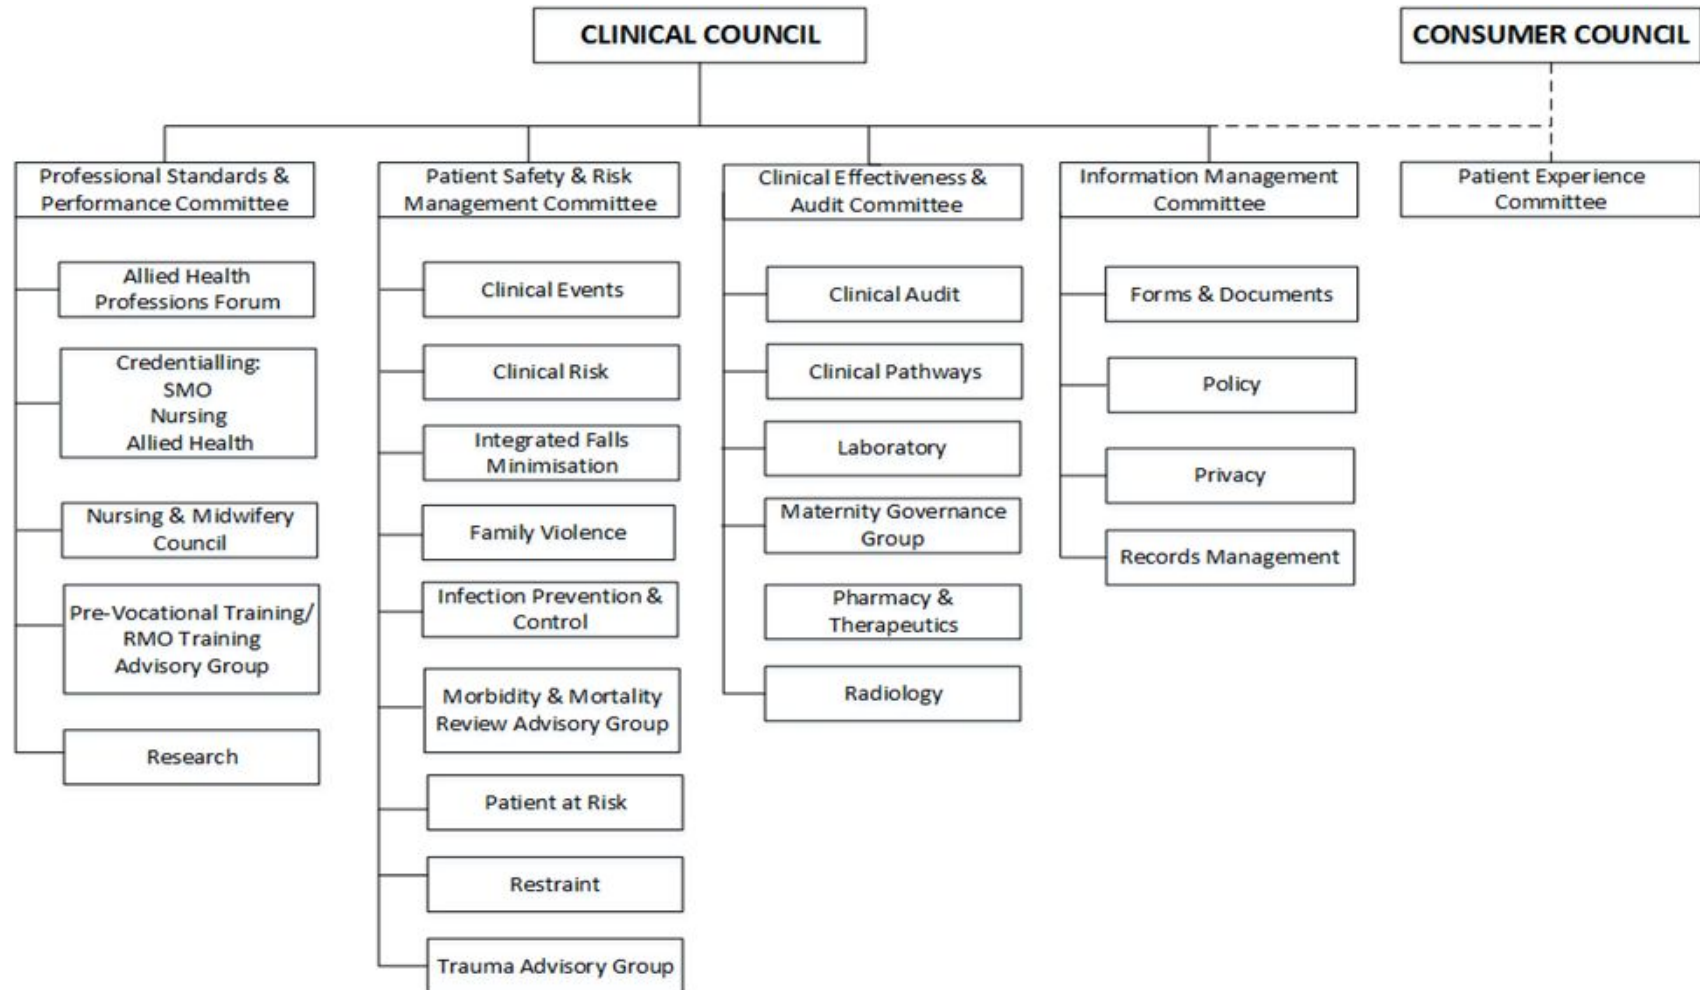 CLINICAL COUNCIL
CONSUMER COUNCIL
Professional Standards &
Performance Committee
Allied Health
Professions Forum
Credentialling:
SMO
Nursing
Allied Health
Nursing & Midwifery
Council
Pre-Vocational Training/
RMO Training
Advisory Group
Research
Patient Safety & Risk
Management Committee
Clinical Events
Clinical Risk
Integrated Falls
Minimisation
Family Violence
Infection Prevention &
Control
Morbidity & Mortality
Review Advisory Group
Patient at Risk
Restraint
Trauma Advisory Group
Clinical Effectiveness &
Audit Committee
Clinical Audit
Clinical Pathways
Laboratory
Maternity Governance
Group
Pharmacy &
Therapeutics
Radiology
Information Management
Committee
Forms & Documents
Policy
Privacy
Records Management
Patient Experience
Committee